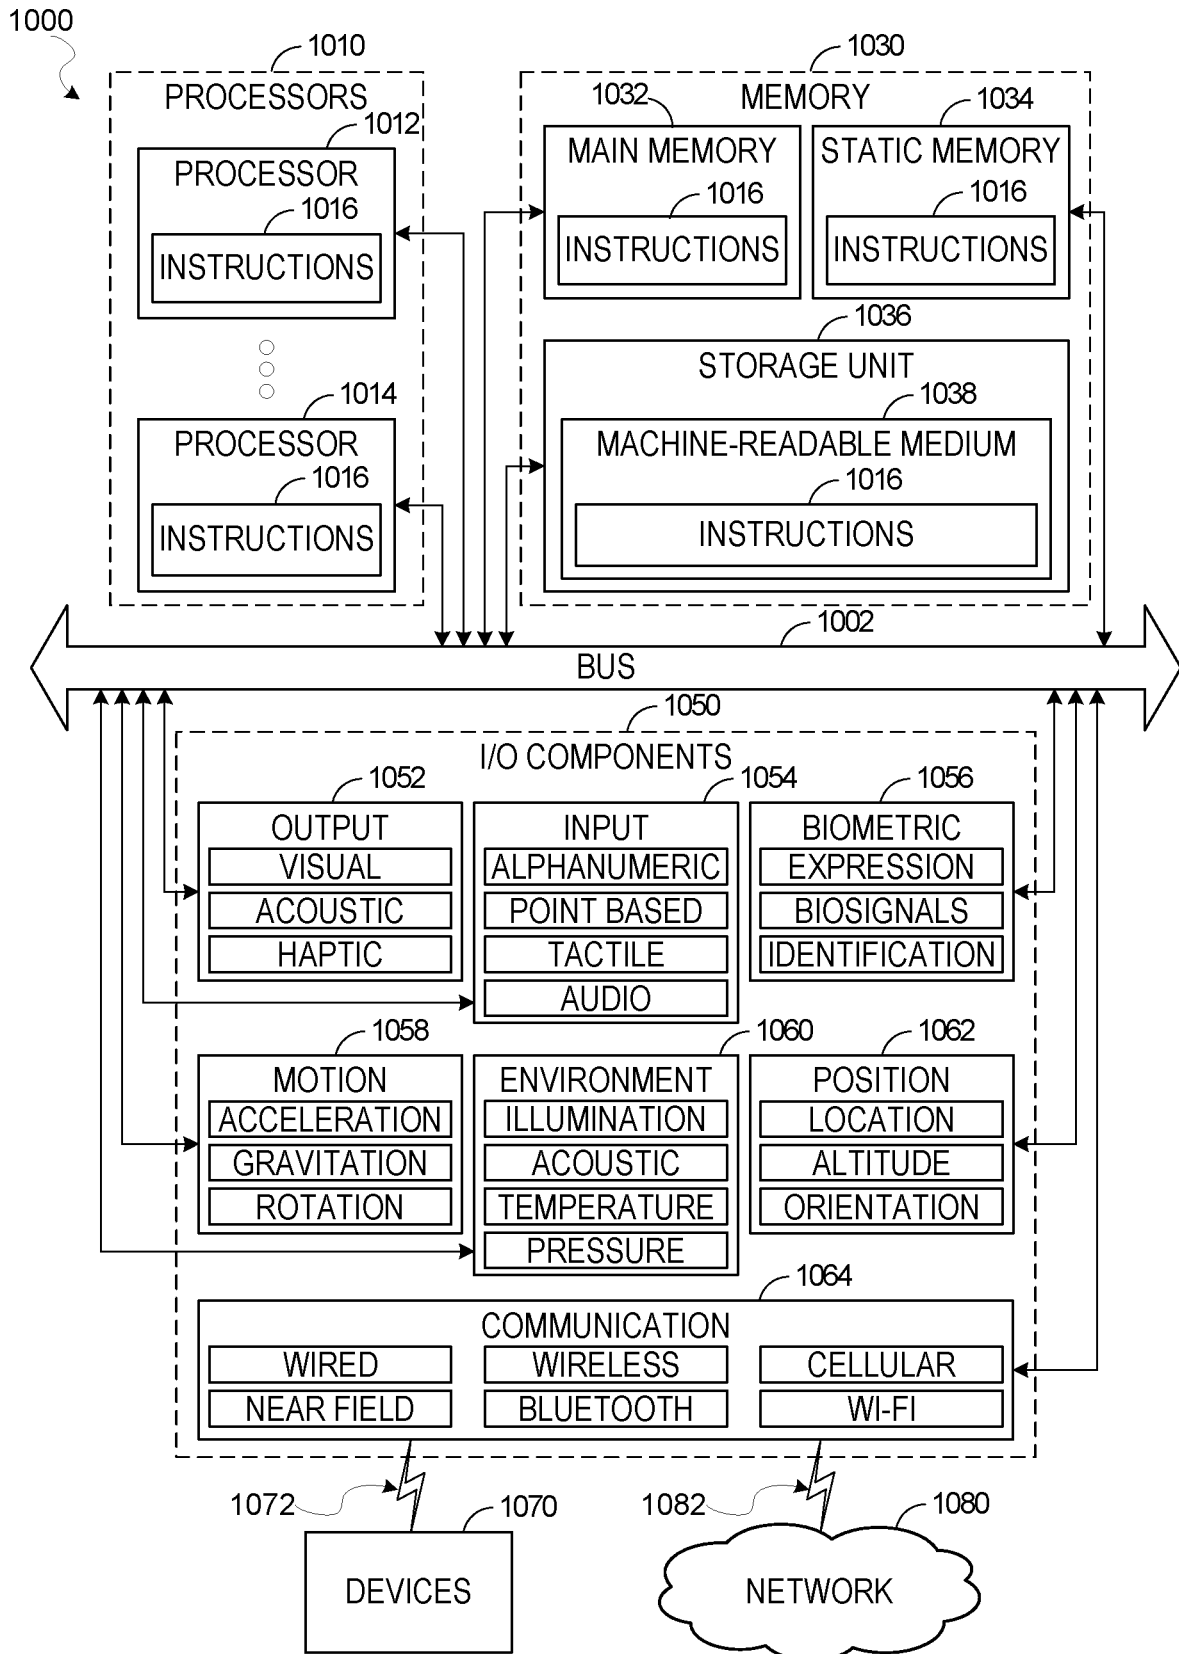 1000
1010
PROCESSORS
1012
PROCESSOR
1016
INSTRUCTIONS
1014
PROCESSOR
1016
INSTRUCTIONS
1030
MEMORY
1032
MAIN MEMORY
1016
INSTRUCTIONS
1034
STATIC MEMORY
1016
INSTRUCTIONS
1036
STORAGE UNIT
1038
MACHINE-READABLE MEDIUM
1016
INSTRUCTIONS
1002
BUS
1050
I/O COMPONENTS
1052
OUTPUT
VISUAL
ACOUSTIC
HAPTIC
1054
INPUT
ALPHANUMERIC
POINT BASED
TACTILE
AUDIO
1056
BIOMETRIC
EXPRESSION
BIOSIGNALS
IDENTIFICATION
1058
MOTION
ACCELERATION
GRAVITATION
ROTATION
1060
ENVIRONMENT
ILLUMINATION
ACOUSTIC
TEMPERATURE
PRESSURE
1062
POSITION
LOCATION
ALTITUDE
ORIENTATION
1064
COMMUNICATION
WIRED
WIRELESS
CELLULAR
NEAR FIELD
BLUETOOTH
WI-FI
1072
1070
DEVICES
1082
1080
NETWORK